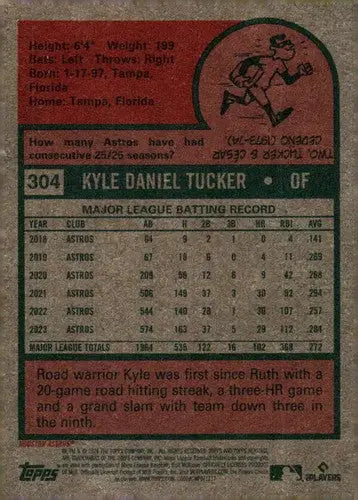 Height: 6'4" Weight: 199
Bats: Left Throws: Right
Born: 1-17-97, Tampa,
Florida
Home: Tampa, Florida
How many Astros have had
consecutive 25/25 seasons?
TWO, TUCKER & CESAR
CEDENO (1973-74)
304 KYLE DANIEL TUCKER • OF
MAJOR LEAGUE BATTING RECORD
YEAR CLUB AB H 2B 3B HR RBI AVG
2018 ASTROS 64 9 2 1 0 4 .141
2019 ASTROS 67 18 6 0 4 11 .269
2020 ASTROS 209 56 12 6 9 42 .268
2021 ASTROS 506 149 37 3 30 92 .294
2022 ASTROS 544 140 28 1 30 107 .257
2023 ASTROS 574 163 37 5 29 112 .284
MAJOR LEAGUE TOTALS 1964 535 122 16 102 368 .272
Road warrior Kyle was first since Ruth with a
20-game road hitting streak, a three-HR game
and a grand slam with team down three in
the ninth.
HOUSTON ASTROS®
topps
MLB PLAYERS